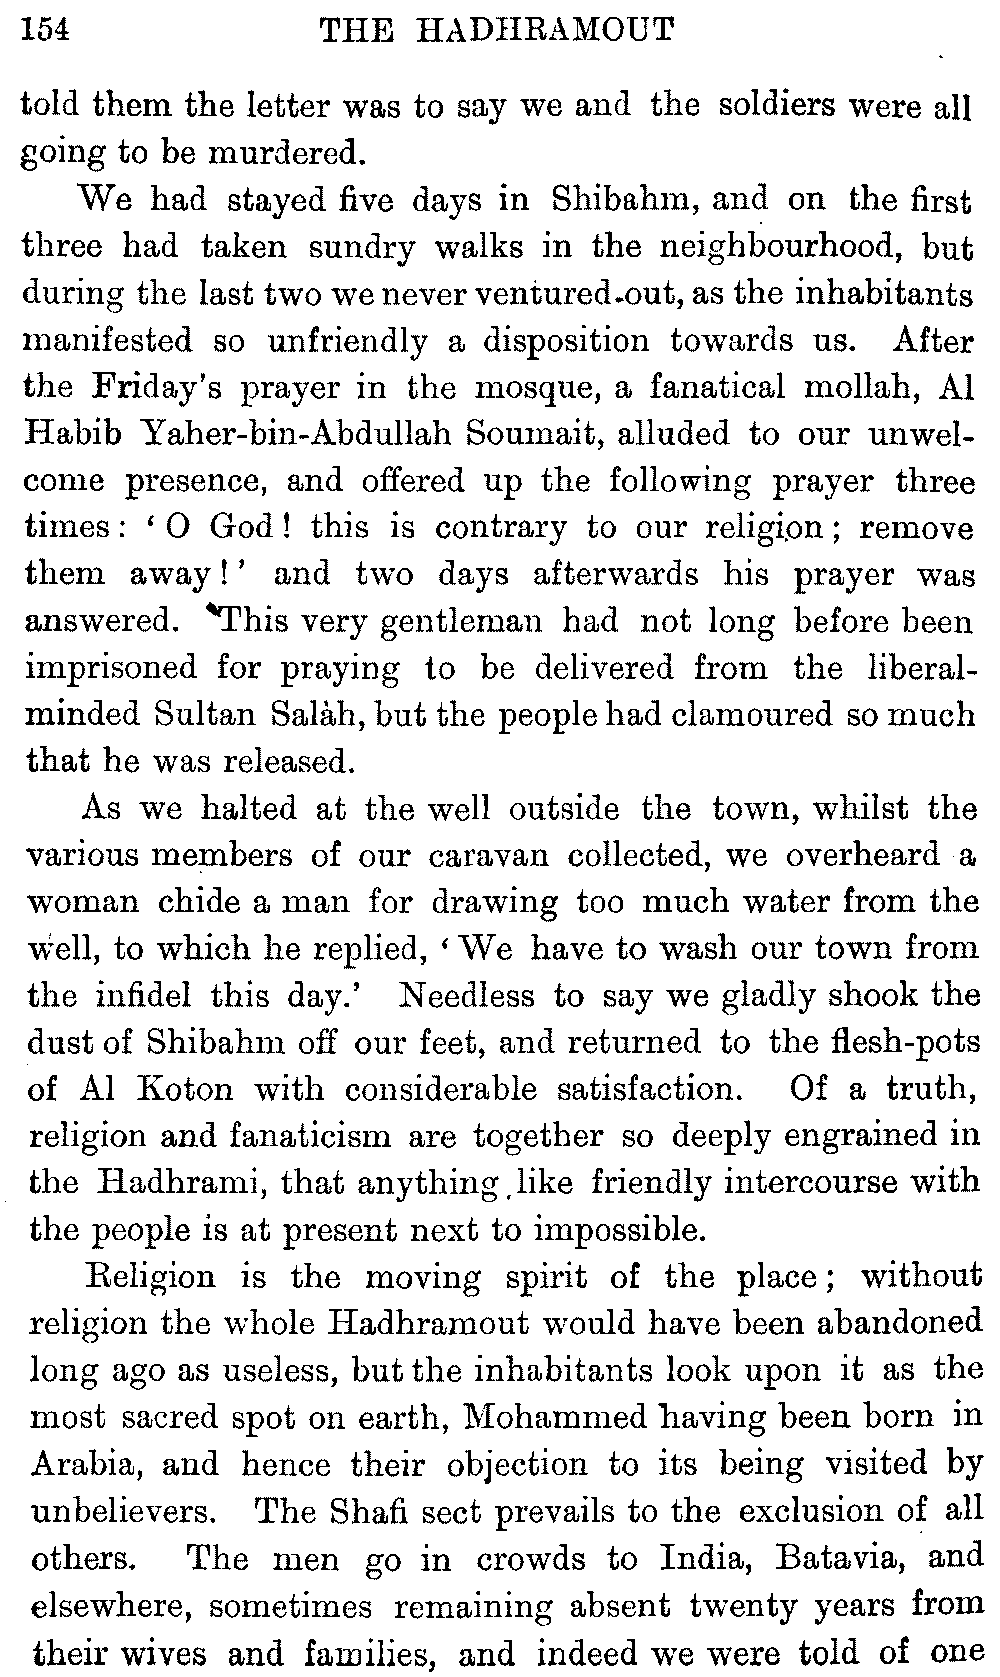 154 THE HADHRAMOUT
told them the letter was to say we and the soldiers were all
going to be murdered.
We had stayed five days in Shibahm, and on the first
three had taken sundry walks in the neighbourhood, but
during the last two we never ventured out, as the inhabitants
manifested so unfriendly a disposition towards us. After
the Friday's prayer in the mosque, a fanatical mollah, Al
Habib Yaher-bin-Abdullah Soumait, alluded to our unwel-
come presence, and offered up the following prayer three
times: ‘O God! this is contrary to our religion; remove
them away!’ and two days afterwards his prayer was
answered. This very gentleman had not long before been
imprisoned for praying to be delivered from the liberal-
minded Sultan Salàh, but the people had clamoured so much
that he was released.
As we halted at the well outside the town, whilst the
various members of our caravan collected, we overheard a
woman chide a man for drawing too much water from the
well, to which he replied, ‘We have to wash our town from
the infidel this day.’ Needless to say we gladly shook the
dust of Shibahm off our feet, and returned to the flesh-pots
of Al Koton with considerable satisfaction. Of a truth,
religion and fanaticism are together so deeply engrained in
the Hadhrami, that anything like friendly intercourse with
the people is at present next to impossible.
Religion is the moving spirit of the place; without
religion the whole Hadhramout would have been abandoned
long ago as useless, but the inhabitants look upon it as the
most sacred spot on earth, Mohammed having been born in
Arabia, and hence their objection to its being visited by
unbelievers. The Shafi sect prevails to the exclusion of all
others. The men go in crowds to India, Batavia, and
elsewhere, sometimes remaining absent twenty years from
their wives and families, and indeed we were told of one